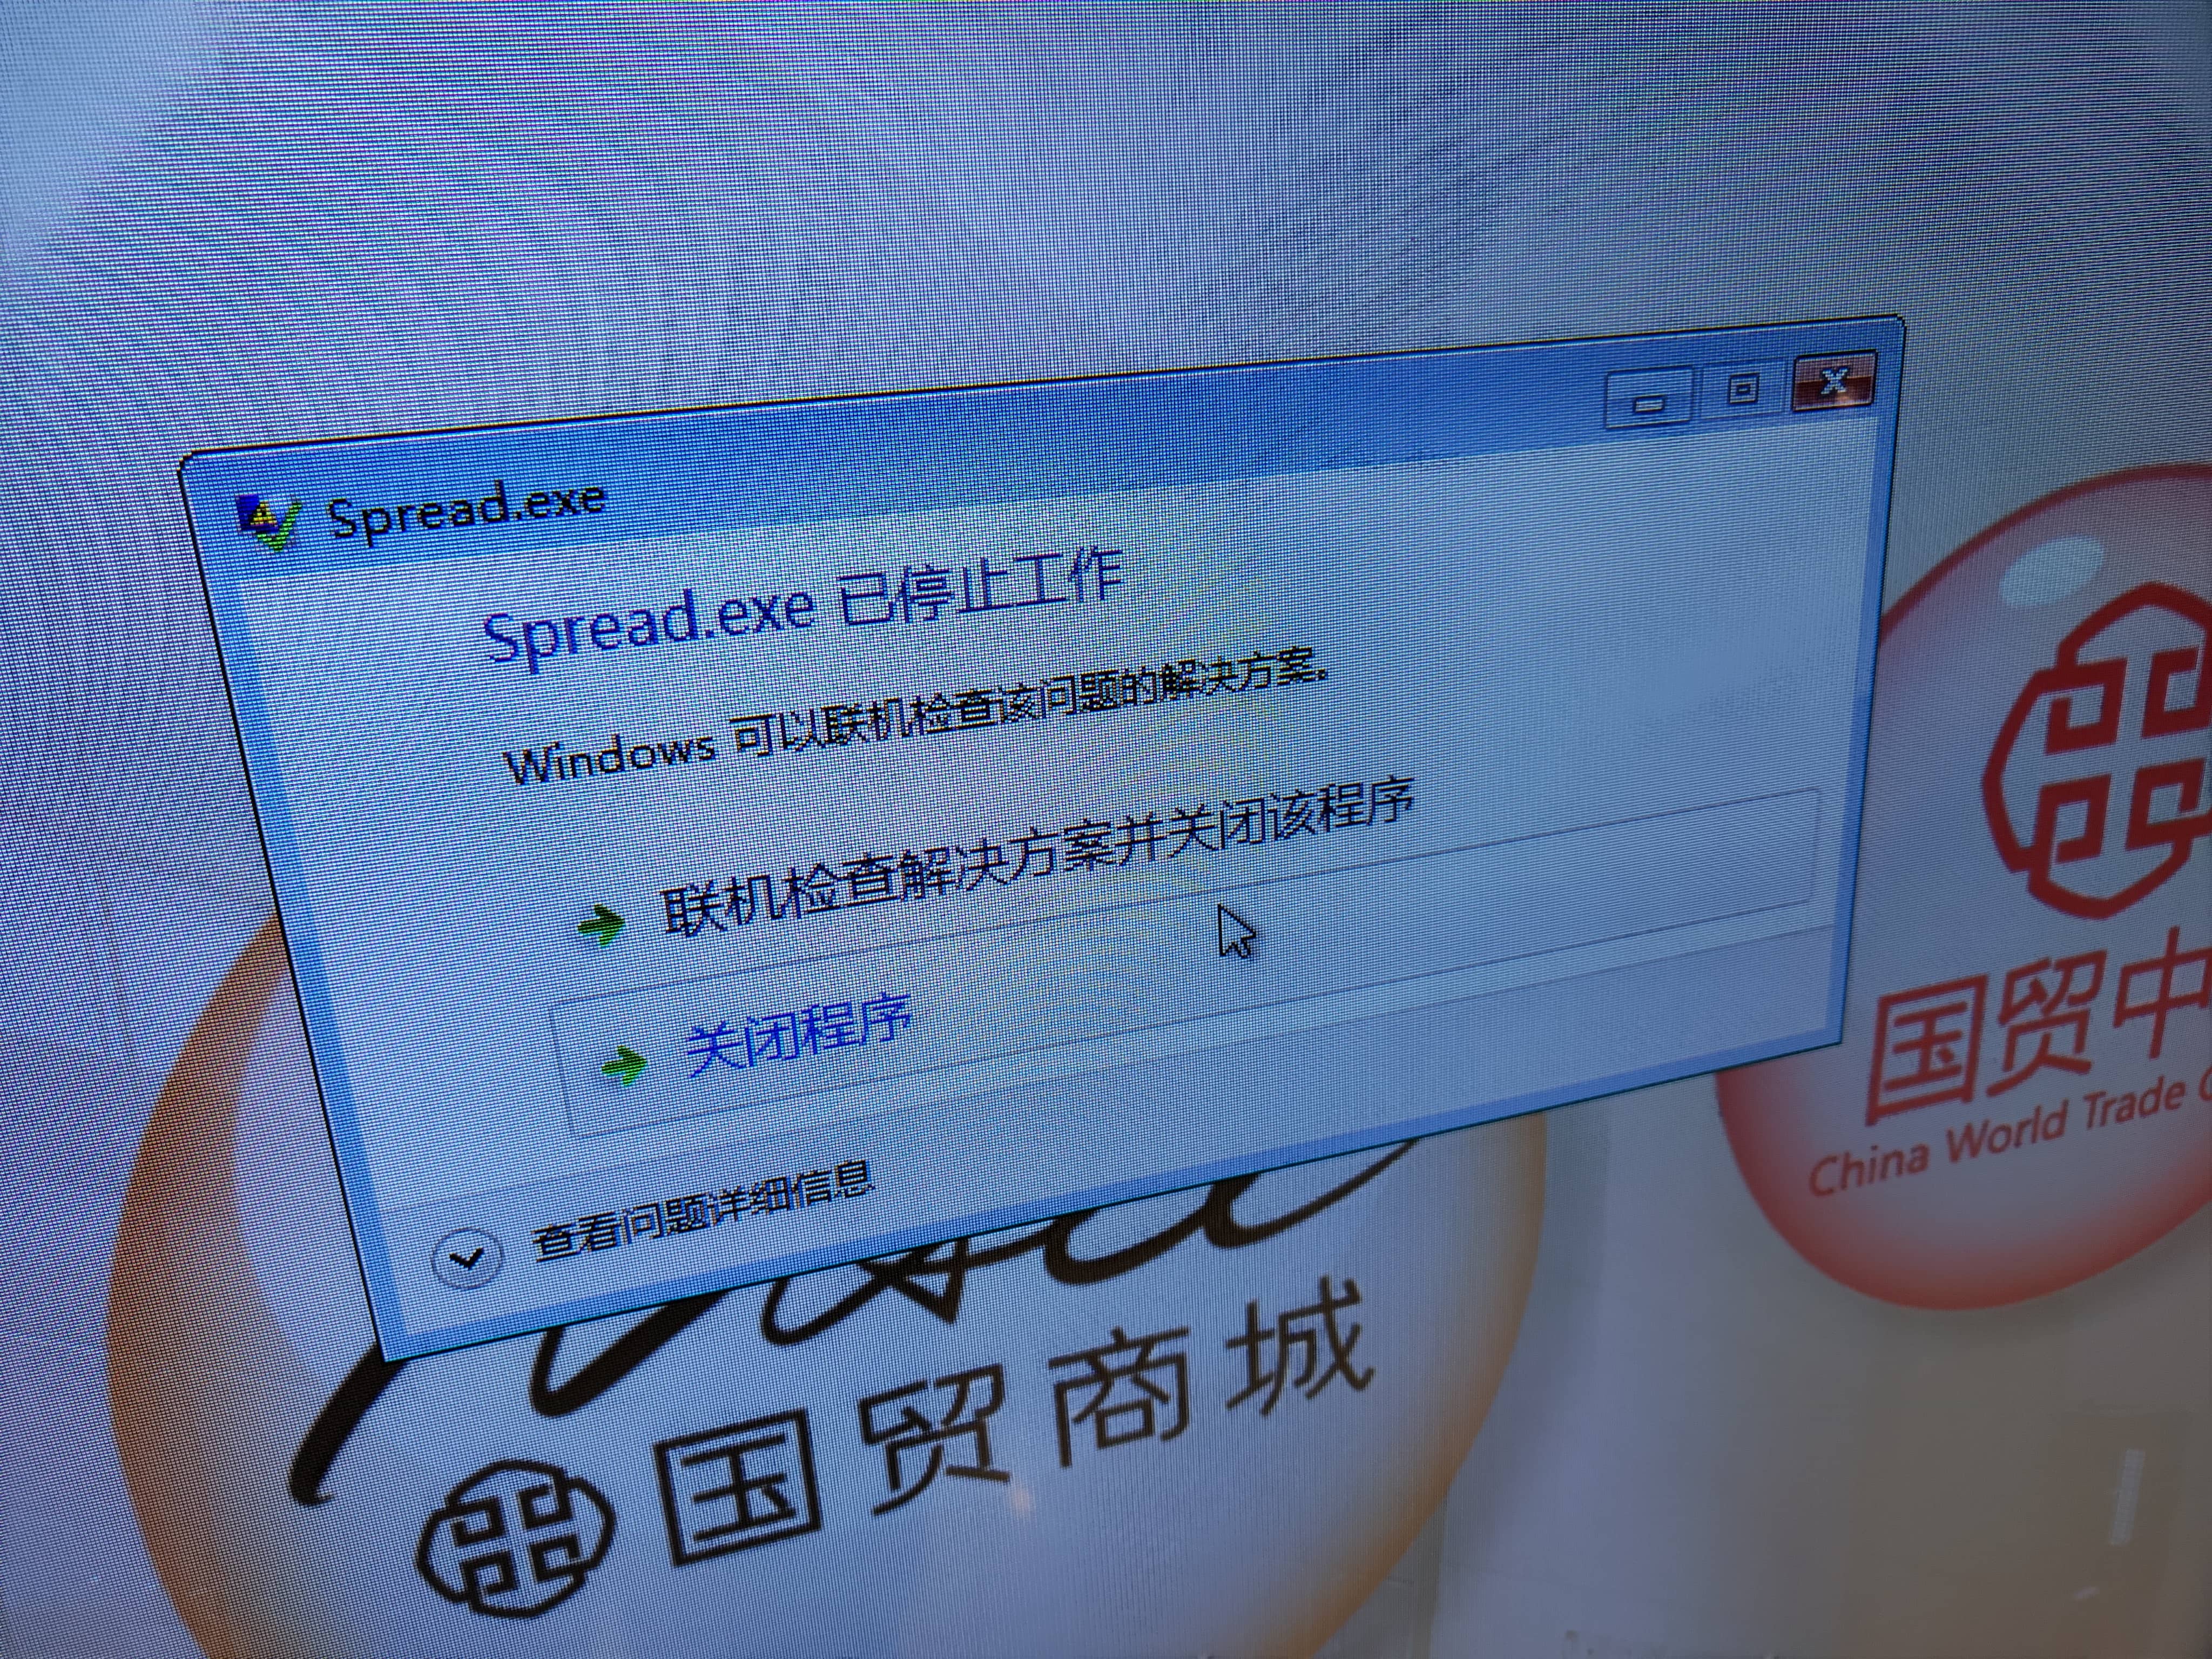 Spread.exe
Spread.exe 已停止工作
Windows 可以联机检查该问题的解决方案。
联机检查解决方案并关闭该程序
关闭程序
查看问题详细信息
国贸商城
国贸中
China World Trade